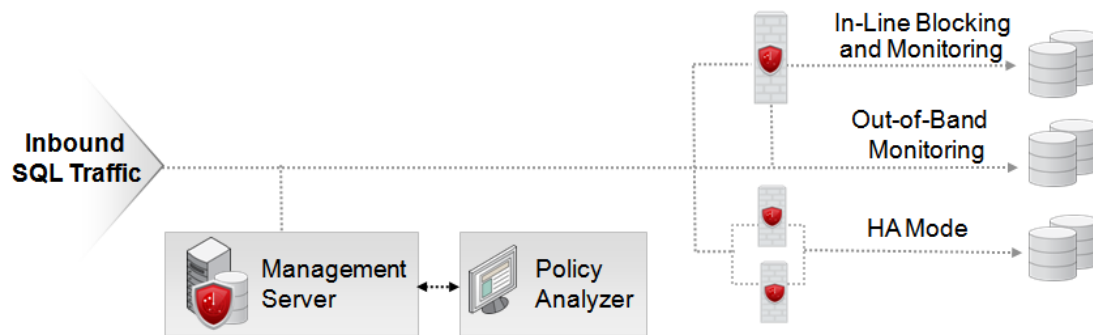 Inbound
SQL Traffic
Management
Server
Policy
Analyzer
In-Line Blocking
and Monitoring
Out-of-Band
Monitoring
HA Mode